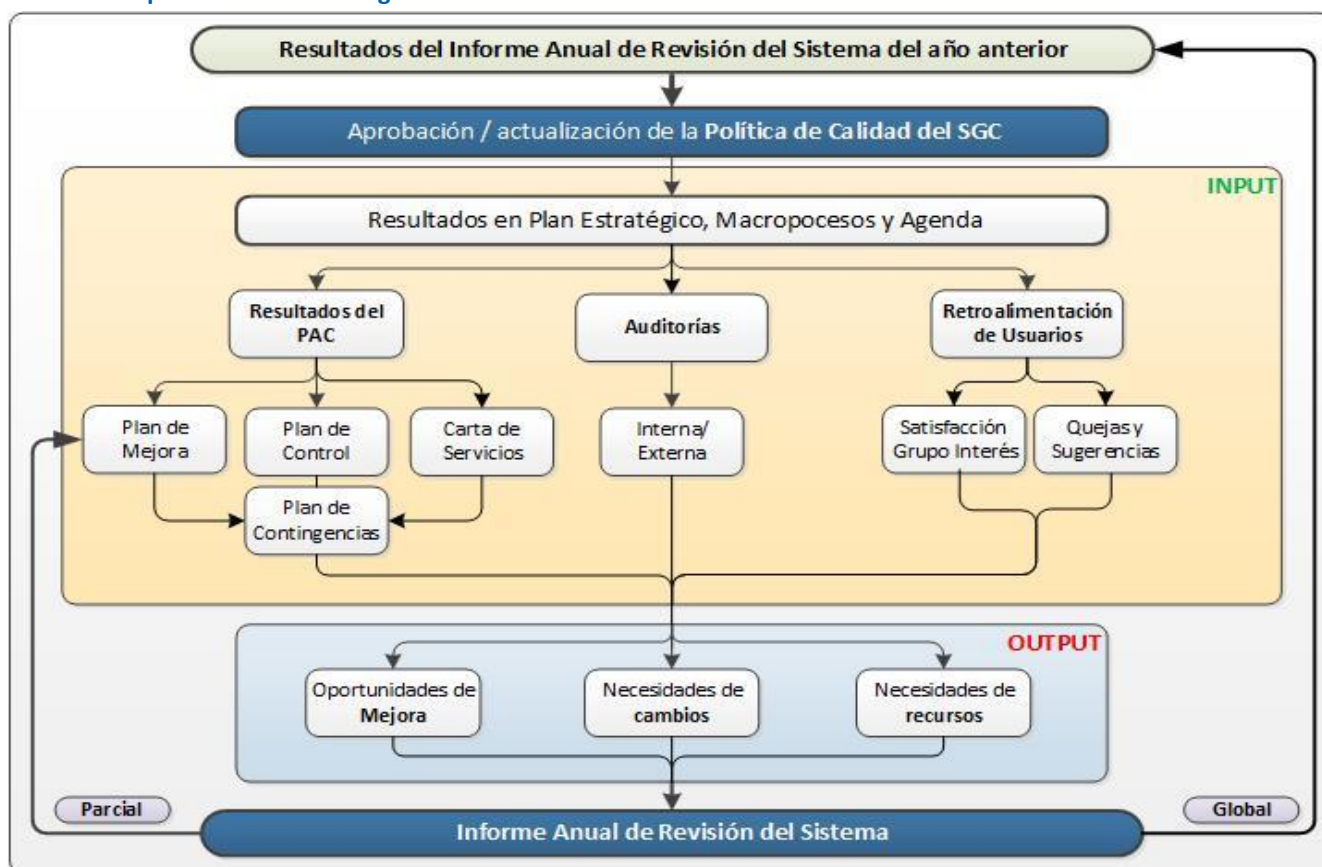 Resultados del Informe Anual de Revisión del Sistema del año anterior
Aprobación / actualización de la Política de Calidad del SGC
INPUT
Resultados en Plan Estratégico, Macropocesos y Agenda
Resultados del
PAC
Auditorías
Retroalimentación
de Usuarios
Plan de
Mejora
Plan de
Control
Carta de
Servicios
Interna/
Externa
Satisfacción
Grupo Interés
Quejas y
Sugerencias
Plan de
Contingencias
OUTPUT
Oportunidades de
Mejora
Necesidades de
cambios
Necesidades de
recursos
Parcial
Global
Informe Anual de Revisión del Sistema